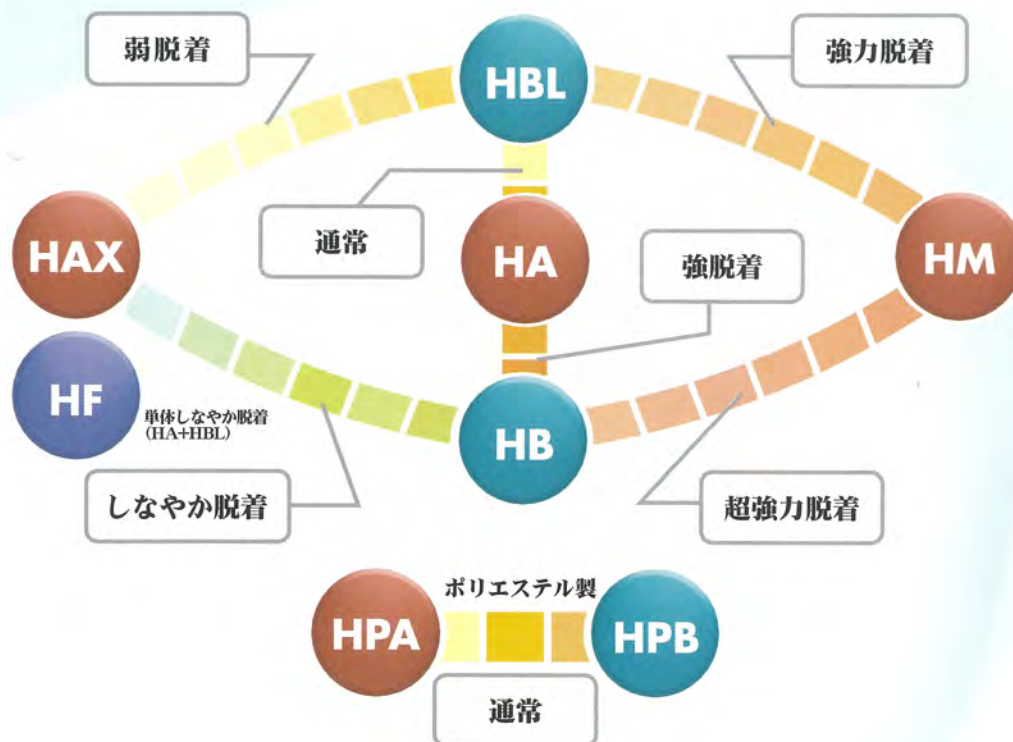 弱脱着
HBL
強力脱着
通常
HAX
HA
強脱着
HM
HF
単体しなやか脱着
(HA+HBL)
HB
しなやか脱着
超強力脱着
ポリエステル製
HPA
HPB
通常